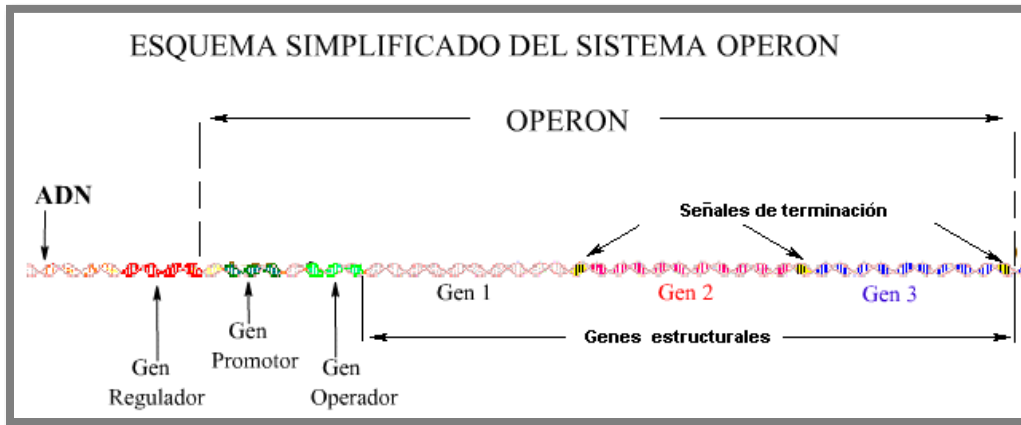 ESQUEMA SIMPLIFICADO DEL SISTEMA OPERON
OPERON
ADN
Señales de terminación
Gen 1
Gen 2
Gen 3
Gen
Promotor
Genes estructurales
Gen
Regulador
Gen
Operador